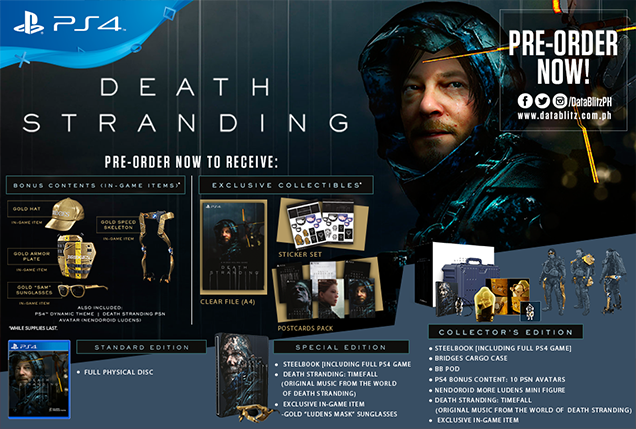 PS4
DEATH
STRANDING
PRE-ORDER
NOW!
/DataBlitzPH
www.datablitz.com.ph
PRE-ORDER NOW TO RECEIVE:
BONUS CONTENTS (IN-GAME ITEMS)*
GOLD HAT
IN-GAME ITEM
GOLD SPEED
SKELETON
IN-GAME ITEM
GOLD ARMOR
PLATE
IN-GAME ITEM
GOLD "SAM"
SUNGLASSES
IN-GAME ITEM
ALSO INCLUDED:
PS4™ DYNAMIC THEME | DEATH STRANDING PSN
AVATAR (NENDOROID LUDENS)
*WHILE SUPPLIES LAST.
EXCLUSIVE COLLECTIBLES*
PS4
DEATH
STRANDING
CLEAR FILE (A4)
STICKER SET
POSTCARDS PACK
STANDARD EDITION
PS4
• FULL PHYSICAL DISC
SPECIAL EDITION
• STEELBOOK [INCLUDING FULL PS4 GAME
• DEATH STRANDING: TIMEFALL
(ORIGINAL MUSIC FROM THE WORLD
OF DEATH STRANDING)
• EXCLUSIVE IN-GAME ITEM
-GOLD "LUDENS MASK" SUNGLASSES
COLLECTOR'S EDITION
• STEELBOOK [INCLUDING FULL PS4 GAME]
• BRIDGES CARGO CASE
• BB POD
• PS4 BONUS CONTENT: 10 PSN AVATARS
• NENDOROID MORE LUDENS MINI FIGURE
• DEATH STRANDING: TIMEFALL
(ORIGINAL MUSIC FROM THE WORLD OF DEATH STRANDING)
• EXCLUSIVE IN-GAME ITEM